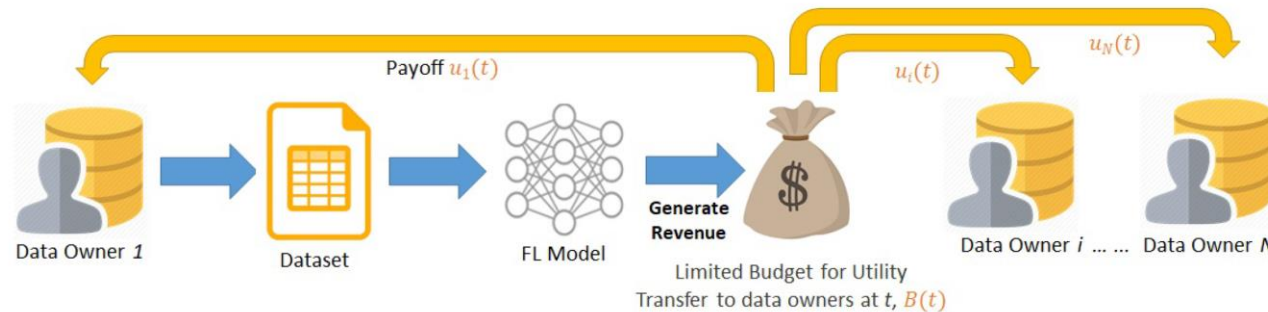 Payoff u₁(t)
uᵢ(t)
u_N(t)
Data Owner 1
Dataset
FL Model
Generate
Revenue
$
Limited Budget for Utility
Transfer to data owners at t, B(t)
Data Owner i ... ...
Data Owner N